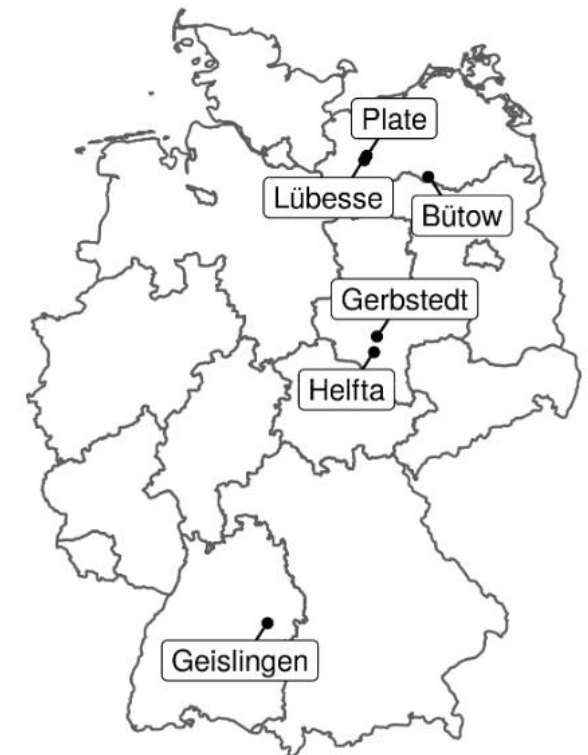 Plate
Lübesse
Bütow
Gerbstedt
Helfta
Geislingen